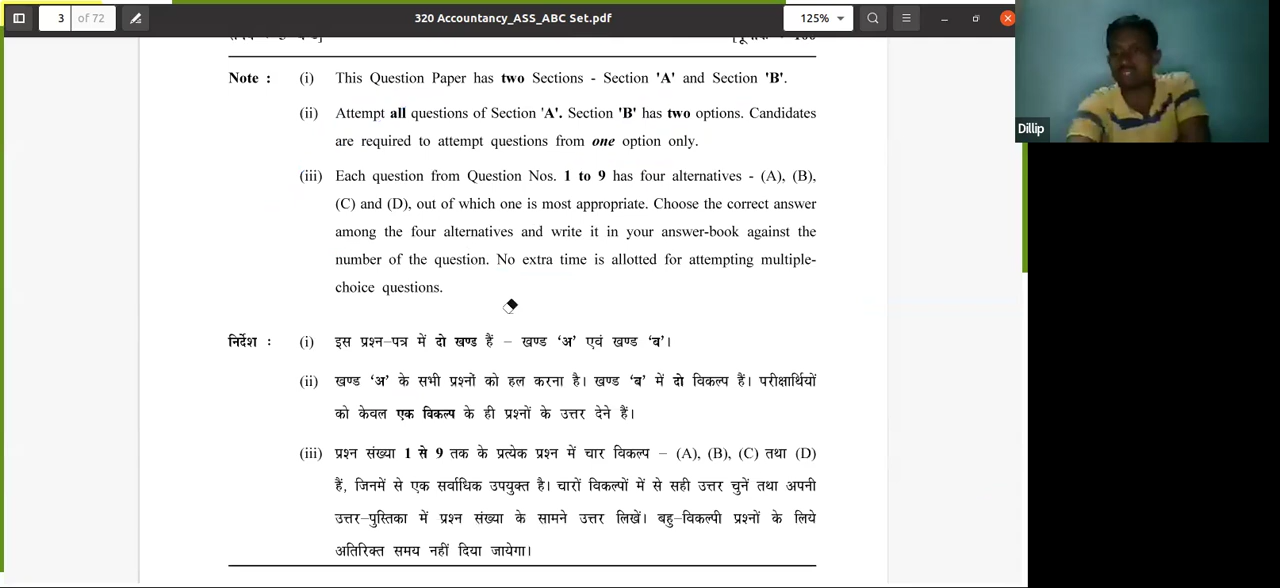 3 of 72
320 Accountancy_ASS_ABC Set.pdf
125%
Dillip
Note : (i) This Question Paper has two Sections - Section 'A' and Section 'B'.
(ii) Attempt all questions of Section 'A'. Section 'B' has two options. Candidates
are required to attempt questions from one option only.
(iii) Each question from Question Nos. 1 to 9 has four alternatives - (A), (B),
(C) and (D), out of which one is most appropriate. Choose the correct answer
among the four alternatives and write it in your answer-book against the
number of the question. No extra time is allotted for attempting multiple-
choice questions.
निर्देश : (i) इस प्रश्न-पत्र में दो खण्ड हैं – खण्ड ‘अ’ एवं खण्ड ‘ब’।
(ii) खण्ड ‘अ’ के सभी प्रश्नों को हल करना है। खण्ड ‘ब’ में दो विकल्प हैं। परीक्षार्थियों
को केवल एक विकल्प के ही प्रश्नों के उत्तर देने हैं।
(iii) प्रश्न संख्या 1 से 9 तक के प्रत्येक प्रश्न में चार विकल्प – (A), (B), (C) तथा (D)
हैं, जिनमें से एक सर्वाधिक उपयुक्त है। चारों विकल्पों में से सही उत्तर चुनें तथा अपनी
उत्तर-पुस्तिका में प्रश्न संख्या के सामने उत्तर लिखें। बहु-विकल्पी प्रश्नों के लिये
अतिरिक्त समय नहीं दिया जायेगा।